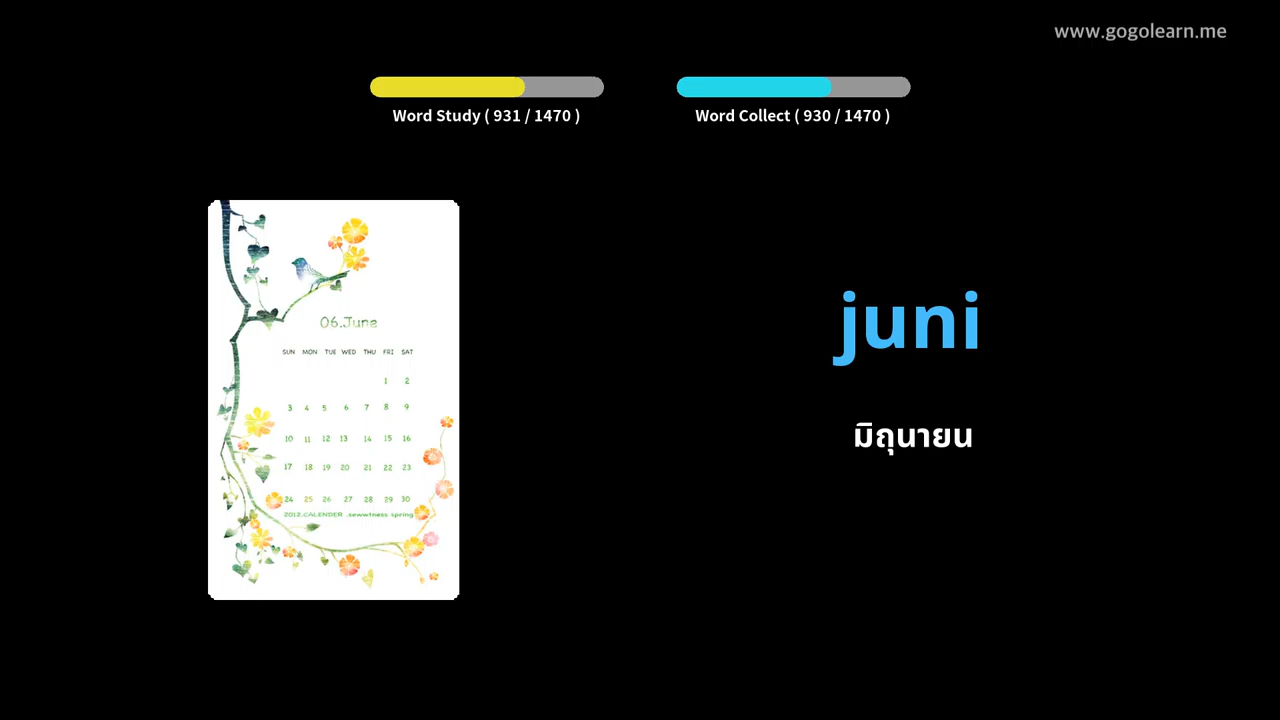 www.gogolearn.me
Word Study ( 931 / 1470 )
Word Collect ( 930 / 1470 )
06.June
SUN MON TUE WED THU FRI SAT
1 2
3 4 5 6 7 8 9
10 11 12 13 14 15 16
17 18 19 20 21 22 23
24 25 26 27 28 29 30
2012.CALENDER .sewwtness spring
juni
มิถุนายน